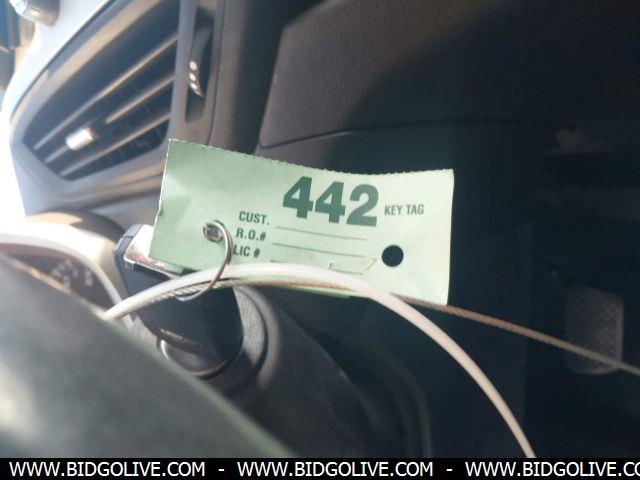 442 KEY TAG
CUST.
R.O.#
LIC #
WWW.BIDGOLIVE.COM - WWW.BIDGOLIVE.COM - WWW.BIDGOLIVE.COM